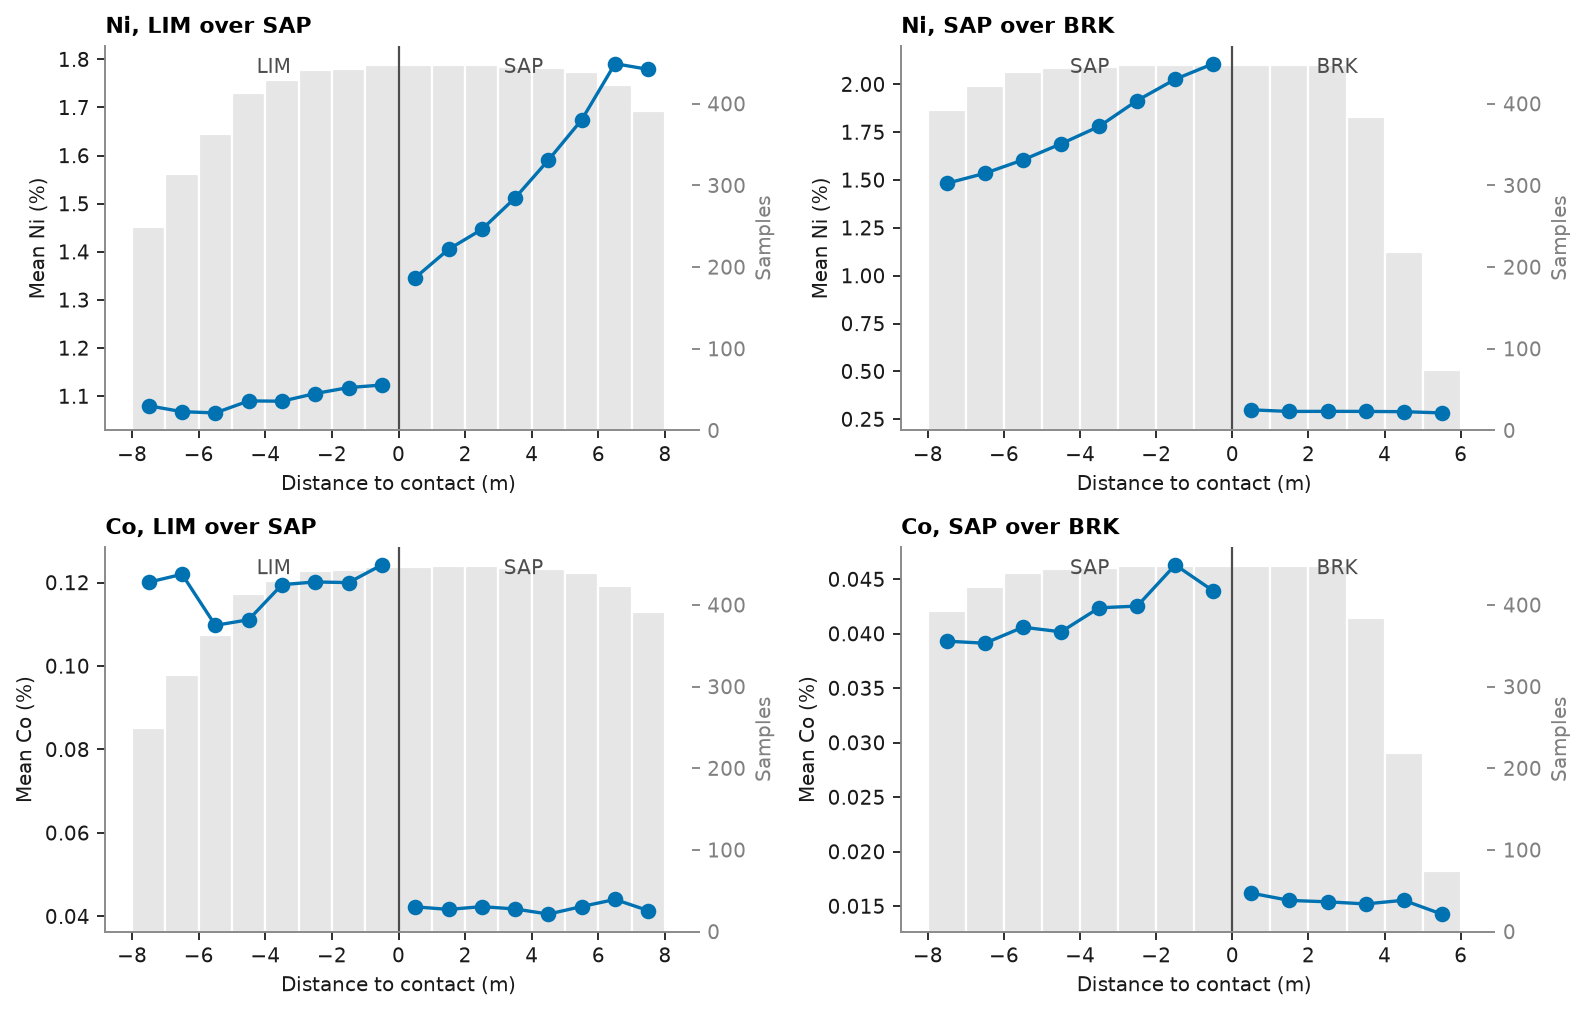 Ni, LIM over SAP
LIM
SAP
1.8
1.7
1.6
1.5
1.4
1.3
1.2
1.1
Mean Ni (%)
400
300
200
100
0
Samples
−8 −6 −4 −2 0 2 4 6 8
Distance to contact (m)
Ni, SAP over BRK
SAP
BRK
2.00
1.75
1.50
1.25
1.00
0.75
0.50
0.25
Mean Ni (%)
400
300
200
100
0
Samples
−8 −6 −4 −2 0 2 4 6
Distance to contact (m)
Co, LIM over SAP
LIM
SAP
0.12
0.10
0.08
0.06
0.04
Mean Co (%)
400
300
200
100
0
Samples
−8 −6 −4 −2 0 2 4 6 8
Distance to contact (m)
Co, SAP over BRK
SAP
BRK
0.045
0.040
0.035
0.030
0.025
0.020
0.015
Mean Co (%)
400
300
200
100
0
Samples
−8 −6 −4 −2 0 2 4 6
Distance to contact (m)